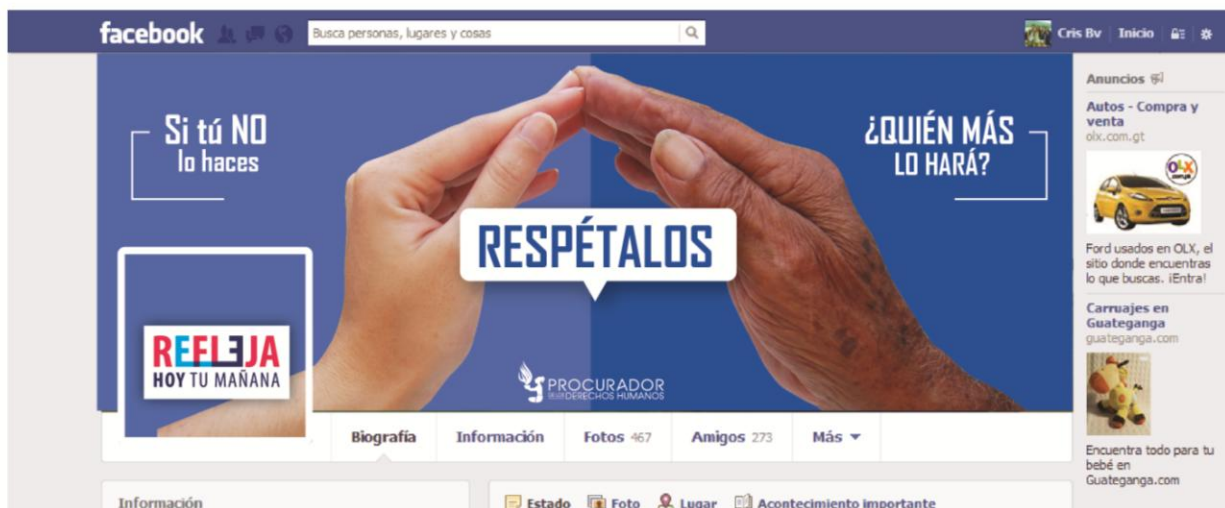 facebook
Busca personas, lugares y cosas
Cris Bv
Inicio
Si tú NO
lo haces
¿QUIÉN MÁS
LO HARÁ?
RESPÉTALOS
REFLEJA
HOY TU MAÑANA
PROCURADOR
DERECHOS HUMANOS
Biografía
Información
Fotos 467
Amigos 273
Más
Información
Estado
Foto
Lugar
Acontecimiento importante
Anuncios
Autos - Compra y
venta
olx.com.gt
OLX
Ford usados en OLX, el
sitio donde encuentras
lo que buscas. ¡Entra!
Carruajes en
Guateganga
guateganga.com
Encuentra todo para tu
bebé en
Guateganga.com